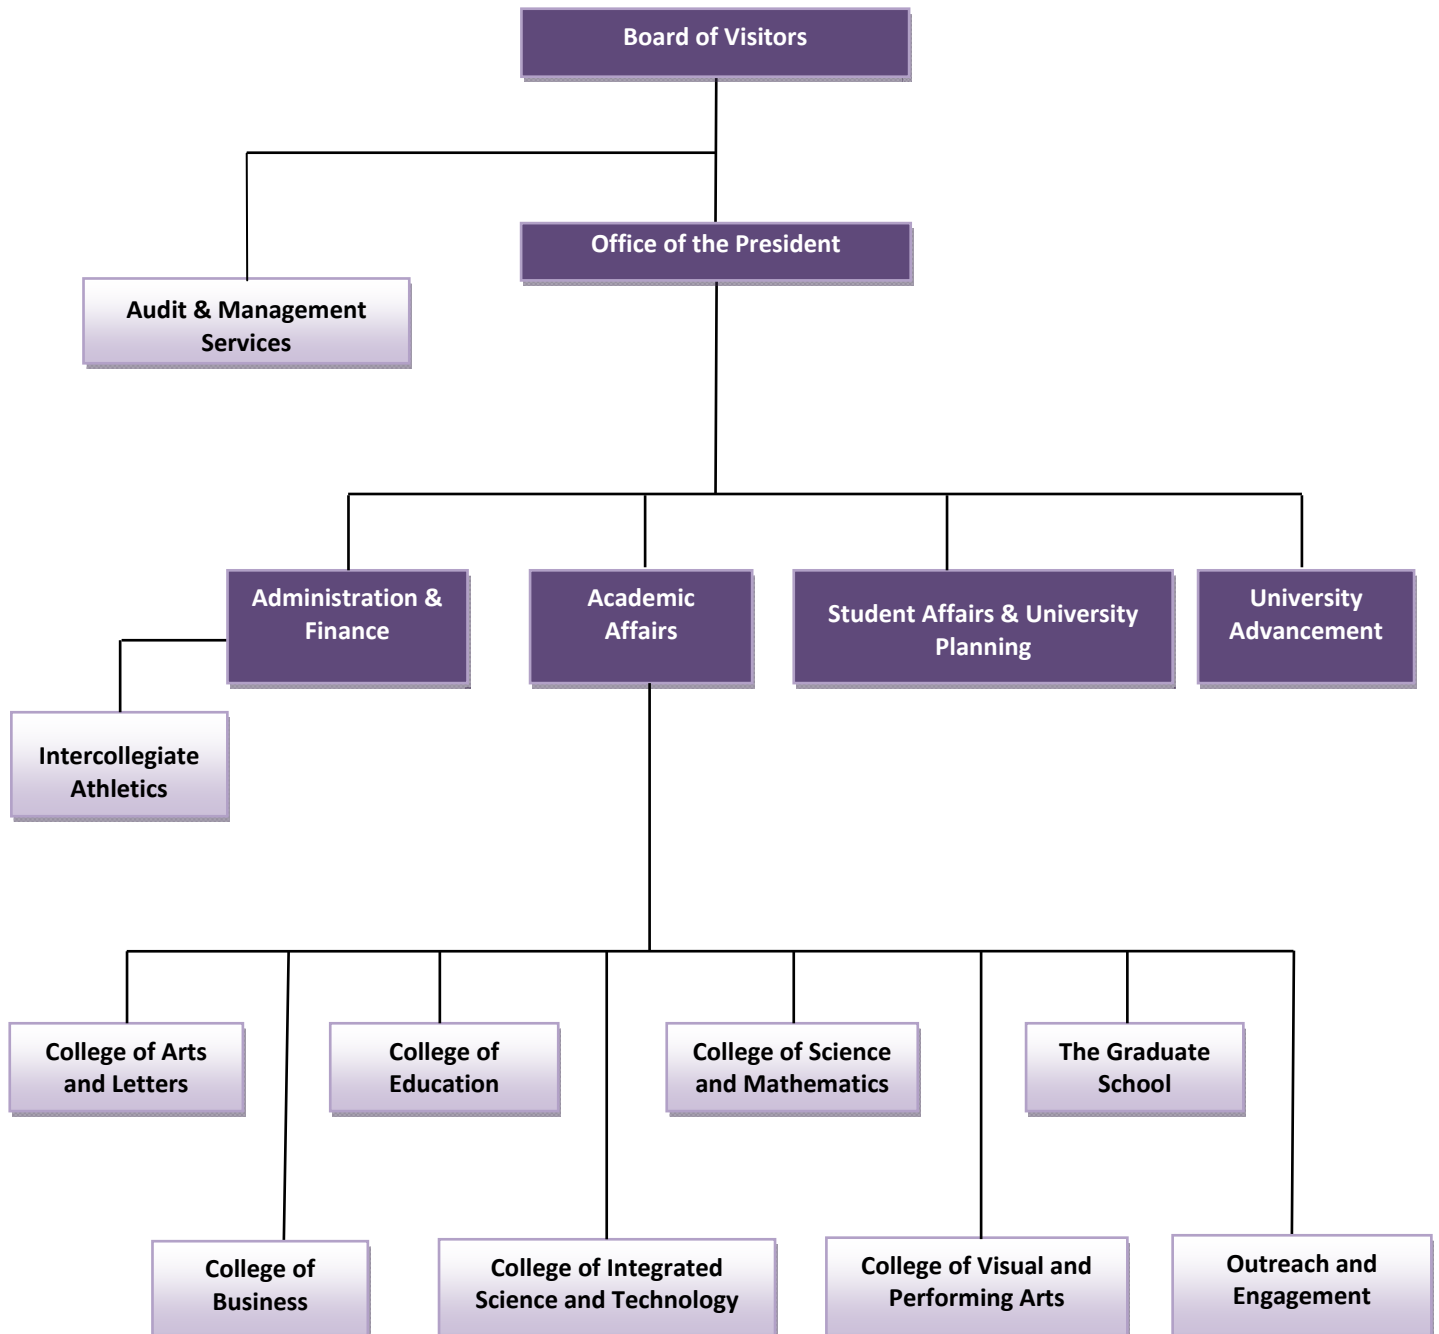 Board of Visitors
Office of the President
Audit & Management
Services
Administration &
Finance
Academic
Affairs
Student Affairs & University
Planning
University
Advancement
Intercollegiate
Athletics
College of Arts
and Letters
College of
Education
College of Science
and Mathematics
The Graduate
School
College of
Business
College of Integrated
Science and Technology
College of Visual and
Performing Arts
Outreach and
Engagement